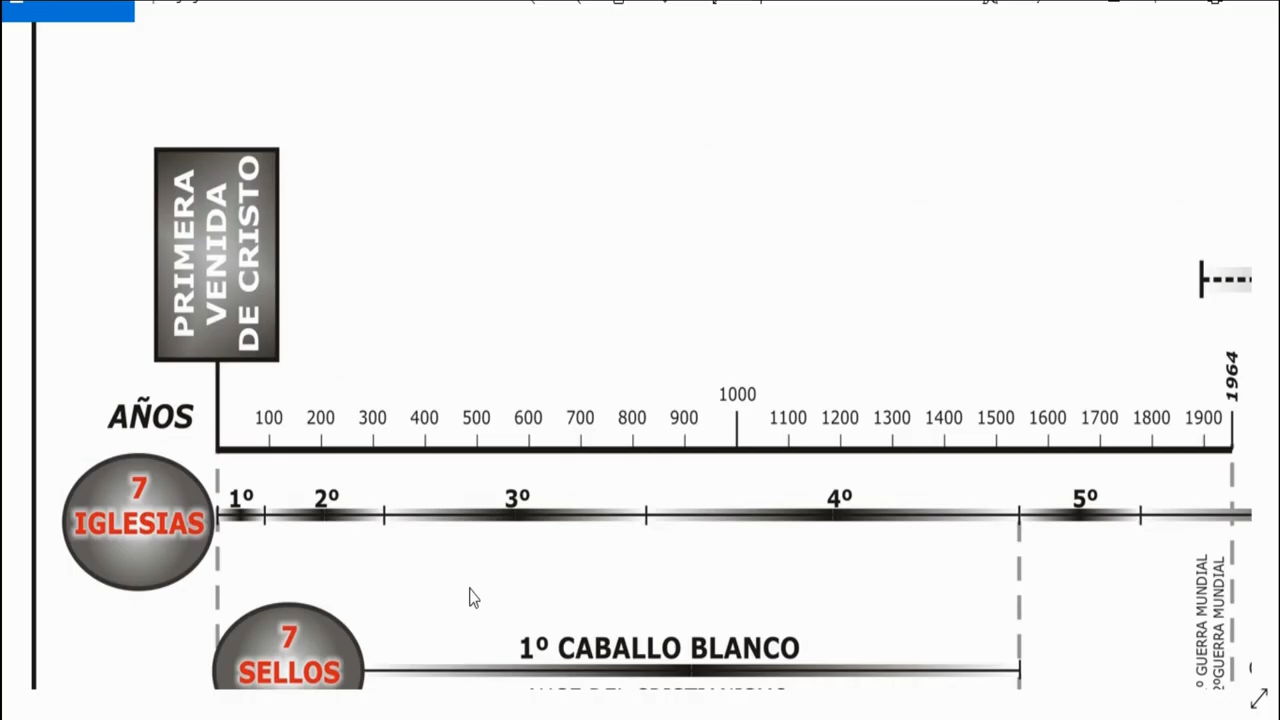 PRIMERA
VENIDA
DE CRISTO
1964
1000
AÑOS
100 200 300 400 500 600 700 800 900 1100 1200 1300 1400 1500 1600 1700 1800 1900
7
IGLESIAS
1º 2º 3º 4º 5º
º GUERRA MUNDIAL
2ºGUERRA MUNDIAL
7
SELLOS
1º CABALLO BLANCO